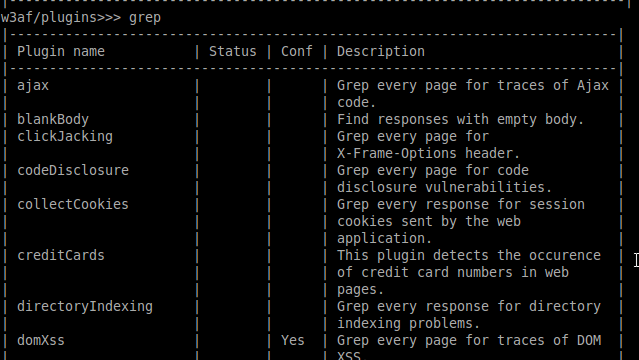 |--------------------------------------------------------------------------|
w3af/plugins>>> grep
|--------------------------------------------------------------------------|
| Plugin name | Status | Conf | Description |
|--------------------------------------------------------------------------|
| ajax | | | Grep every page for traces of Ajax |
| | | | code. |
| blankBody | | | Find responses with empty body. |
| clickJacking | | | Grep every page for |
| | | | X-Frame-Options header. |
| codeDisclosure | | | Grep every page for code |
| | | | disclosure vulnerabilities. |
| collectCookies | | | Grep every response for session |
| | | | cookies sent by the web |
| | | | application. |
| creditCards | | | This plugin detects the occurence |
| | | | of credit card numbers in web |
| | | | pages. |
| directoryIndexing | | | Grep every response for directory |
| | | | indexing problems. |
| domXss | | Yes | Grep every page for traces of DOM |
| | | | XSS. |